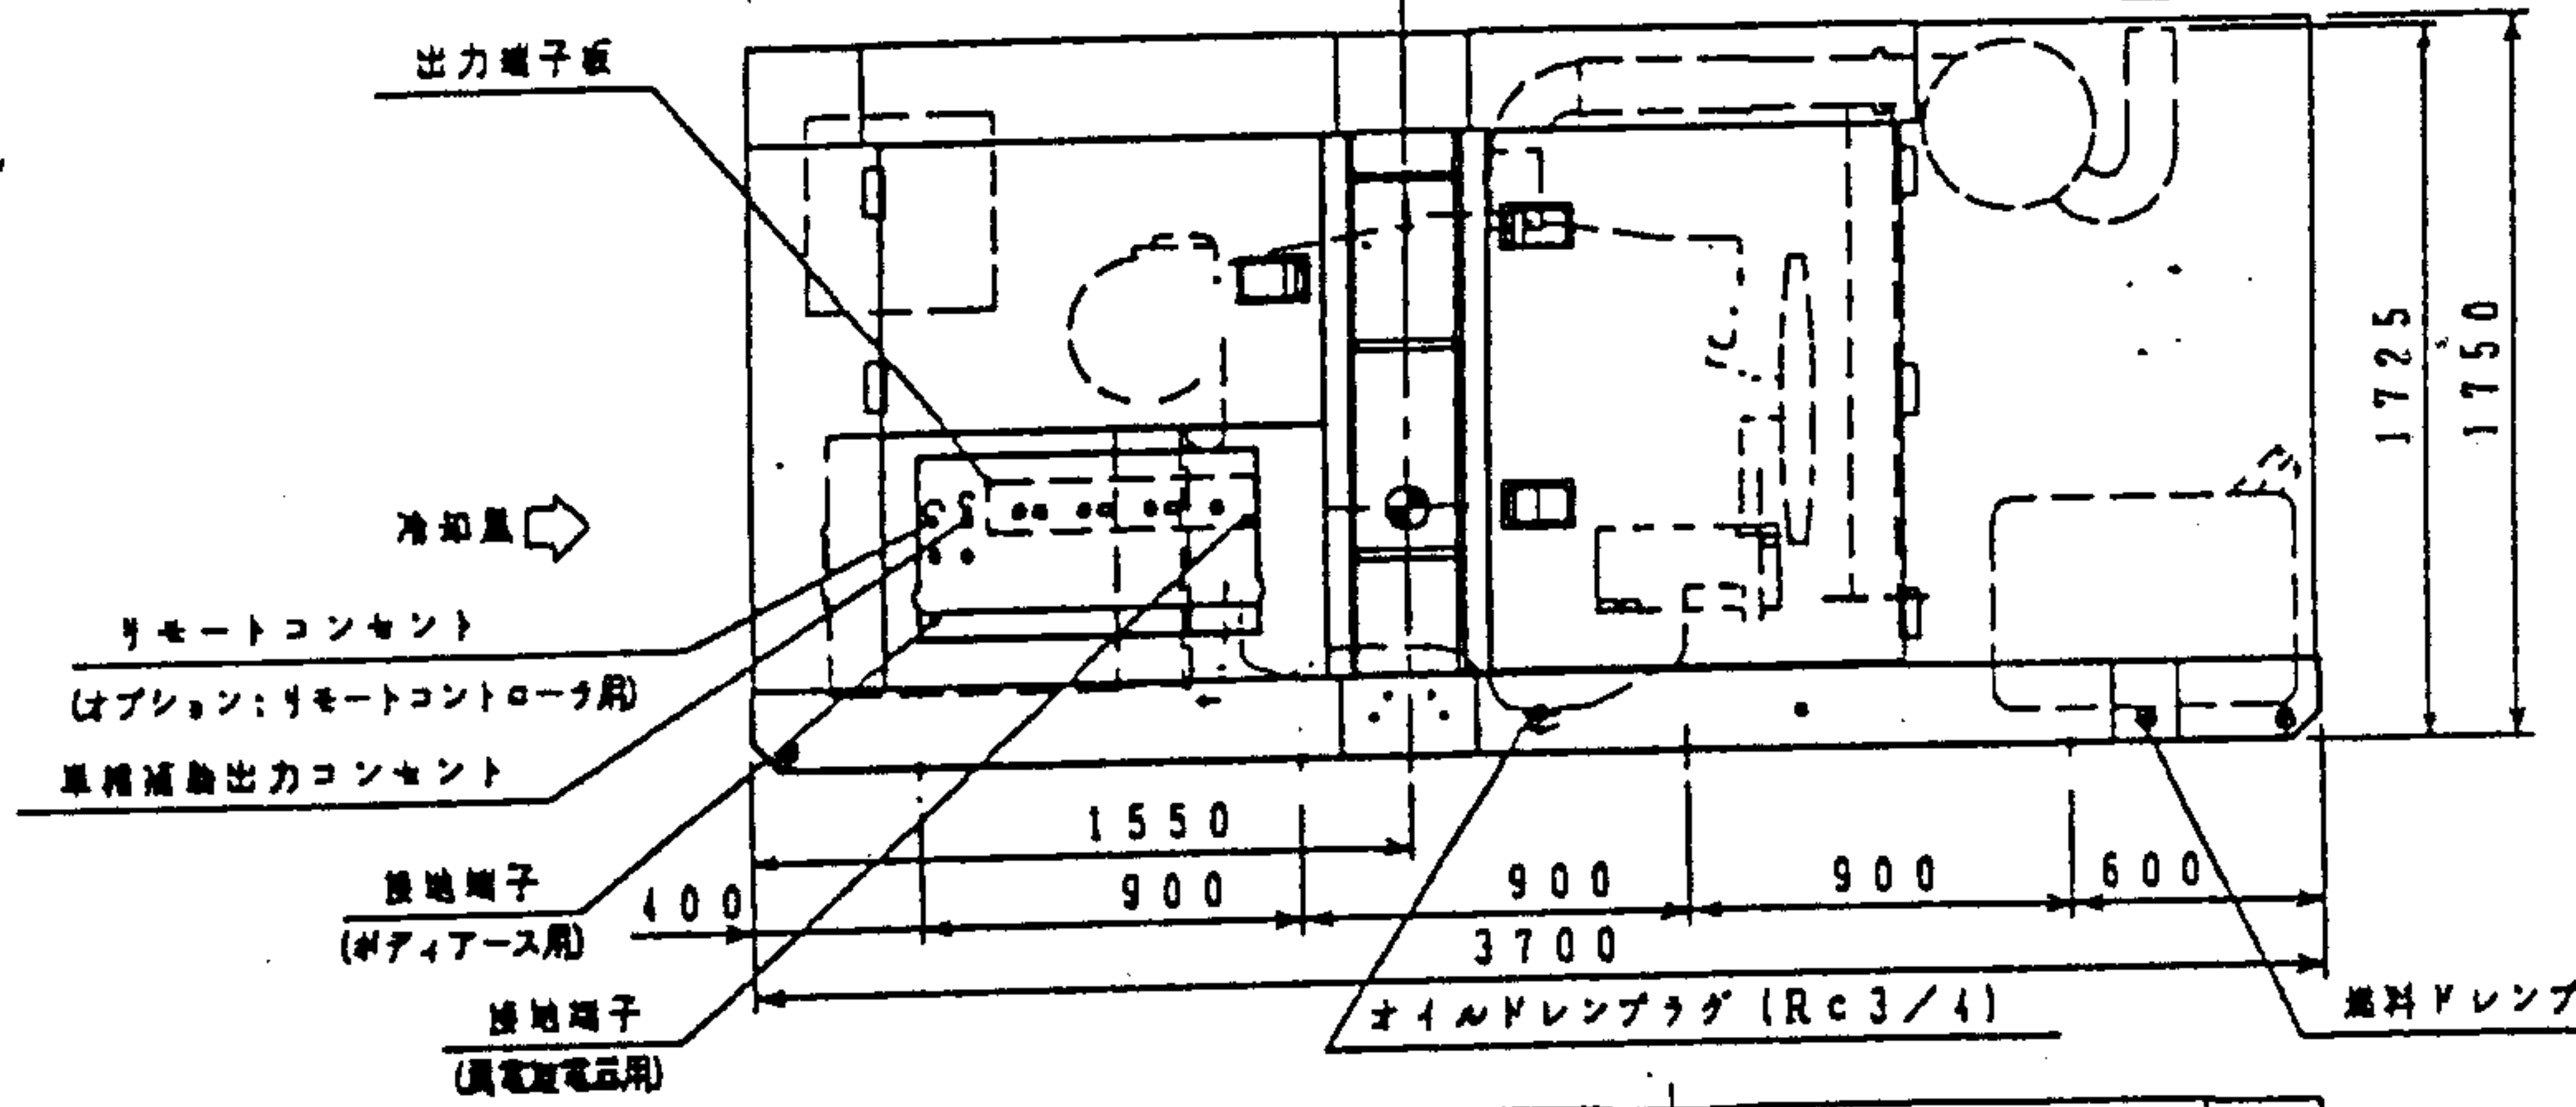 出力端子板
1725
1750
冷却風
リモートコンセント
(オプション：リモートコントローラ用)
単相補助出力コンセント
1550
接地端子
(ボディアース用)
400
900
900
900
600
3700
接地端子
(漏電継電器用)
オイルドレンプラグ (Rc3/4)
燃料ドレンプ